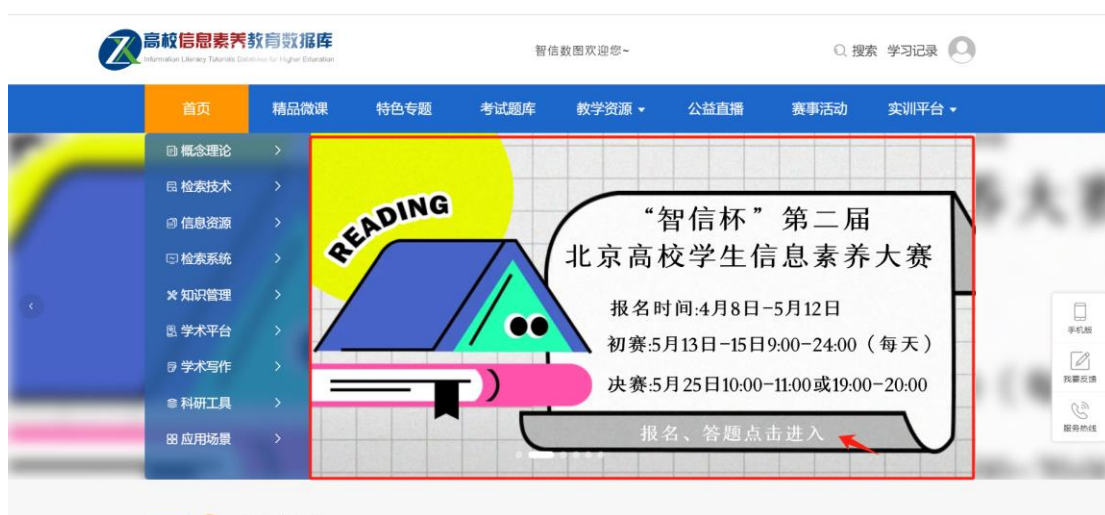 高校信息素养教育数据库
Information Literacy Tutorials Database for Higher Education
智信数图欢迎您~
搜索 学习记录
首页 精品微课 特色专题 考试题库 教学资源 公益直播 赛事活动 实训平台
概念理论
检索技术
信息资源
检索系统
知识管理
学术平台
学术写作
科研工具
应用场景
READING
“智信杯”第二届
北京高校学生信息素养大赛
报名时间:4月8日-5月12日
初赛:5月13日-15日9:00-24:00（每天）
决赛:5月25日10:00-11:00或19:00-20:00
报名、答题点击进入
手机版
我要反馈
服务热线